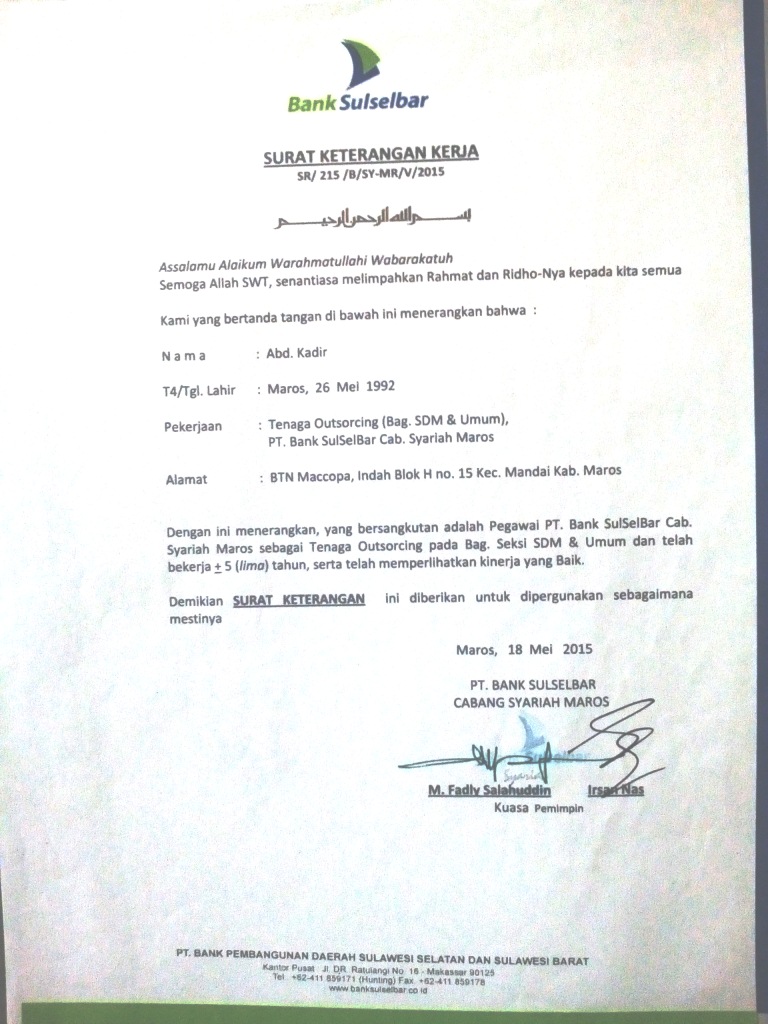 Bank Sulselbar
SURAT KETERANGAN KERJA
SR/ 215 /B/SY-MR/V/2015
بســـم الله الرحمن الرحيـــم
Assalamu Alaikum Warahmatullahi Wabarakatuh
Semoga Allah SWT, senantiasa melimpahkan Rahmat dan Ridho-Nya kepada kita semua
Kami yang bertanda tangan di bawah ini menerangkan bahwa :
N a m a : Abd. Kadir
T4/Tgl. Lahir : Maros, 26 Mei 1992
Pekerjaan : Tenaga Outsorcing (Bag. SDM & Umum),
PT. Bank SulSelBar Cab. Syariah Maros
Alamat : BTN Maccopa, Indah Blok H no. 15 Kec. Mandai Kab. Maros
Dengan ini menerangkan, yang bersangkutan adalah Pegawai PT. Bank SulSelBar Cab.
Syariah Maros sebagai Tenaga Outsorcing pada Bag. Seksi SDM & Umum dan telah
bekerja ± 5 (lima) tahun, serta telah memperlihatkan kinerja yang Baik.
Demikian SURAT KETERANGAN ini diberikan untuk dipergunakan sebagaimana
mestinya
Maros, 18 Mei 2015
PT. BANK SULSELBAR
CABANG SYARIAH MAROS
Syaria
M. Fadly Salahuddin Irsan Nas
Kuasa Pemimpin
PT. BANK PEMBANGUNAN DAERAH SULAWESI SELATAN DAN SULAWESI BARAT
Kantor Pusat Jl. DR. Ratulangi No. 16 - Makassar 90125
Tel. +62-411 859171 (Hunting) Fax. +62-411 859178
www.banksulselbar.co.id